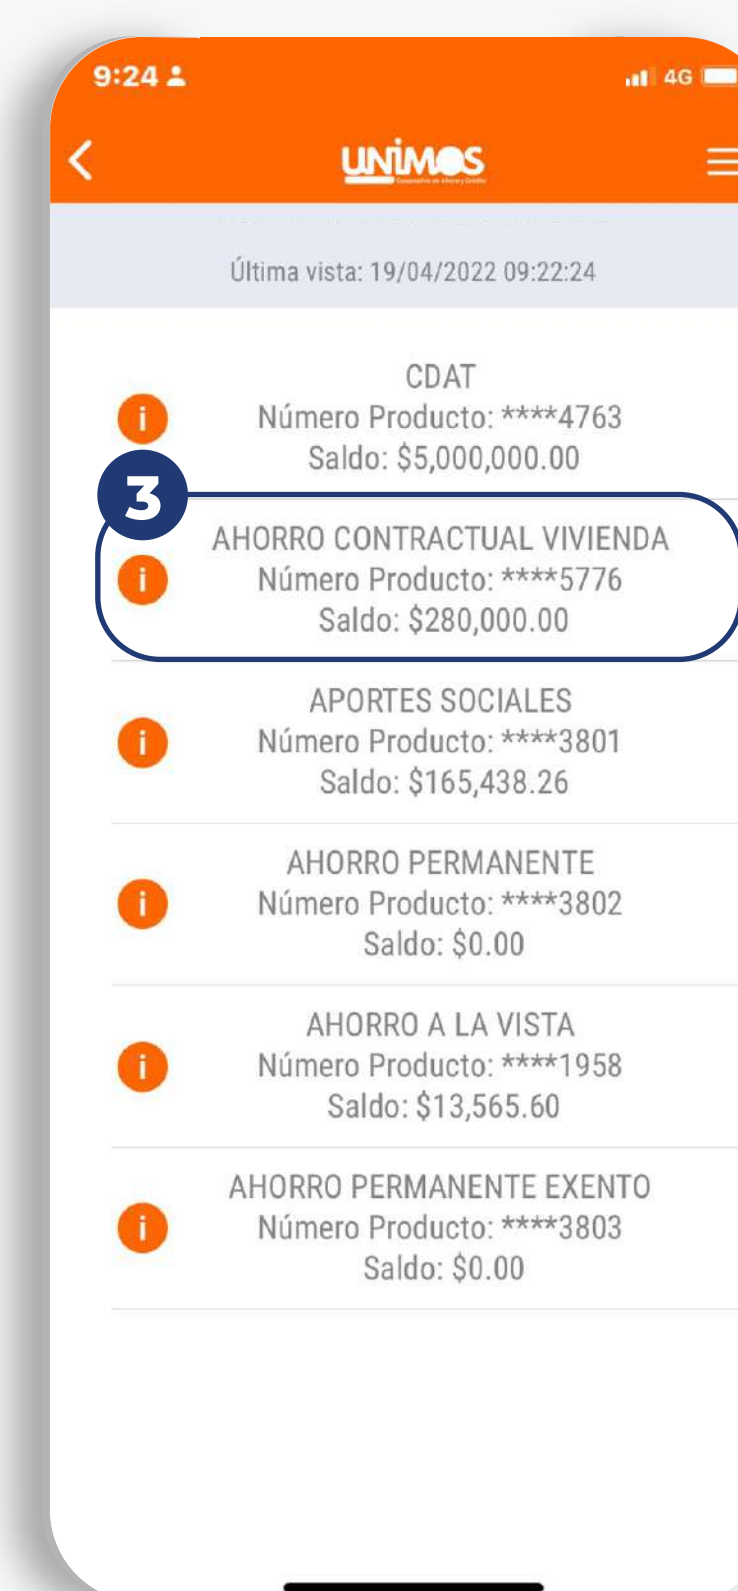 9:24
4G
UNIMOS
Última vista: 19/04/2022 09:22:24
CDAT
Número Producto: ****4763
Saldo: $5,000,000.00
3
AHORRO CONTRACTUAL VIVIENDA
Número Producto: ****5776
Saldo: $280,000.00
APORTES SOCIALES
Número Producto: ****3801
Saldo: $165,438.26
AHORRO PERMANENTE
Número Producto: ****3802
Saldo: $0.00
AHORRO A LA VISTA
Número Producto: ****1958
Saldo: $13,565.60
AHORRO PERMANENTE EXENTO
Número Producto: ****3803
Saldo: $0.00